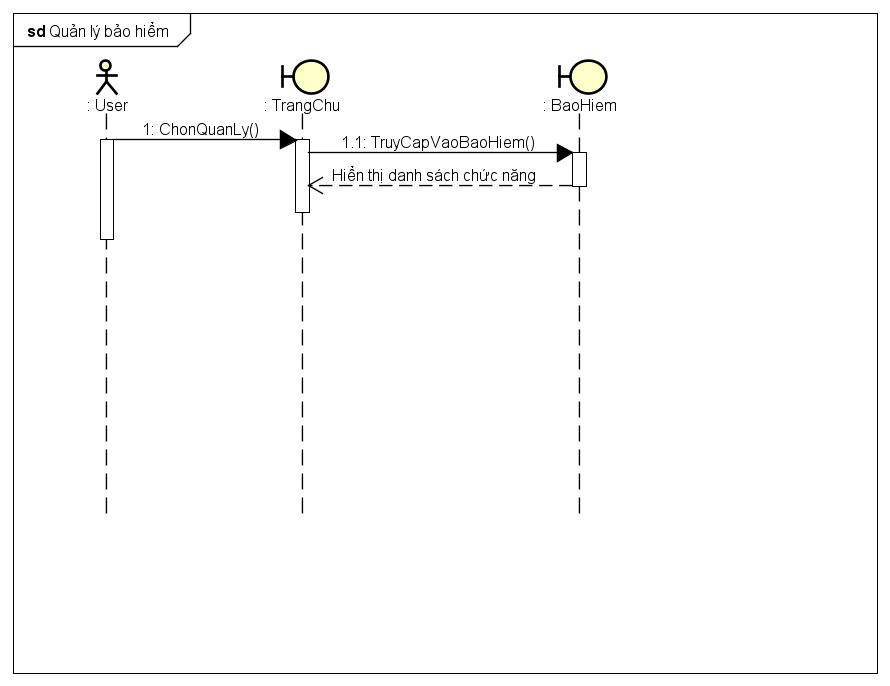 sd Quản lý bảo hiểm
: User
: TrangChu
: BaoHiem
1: ChonQuanLy()
1.1: TruyCapVaoBaoHiem()
Hiển thị danh sách chức năng